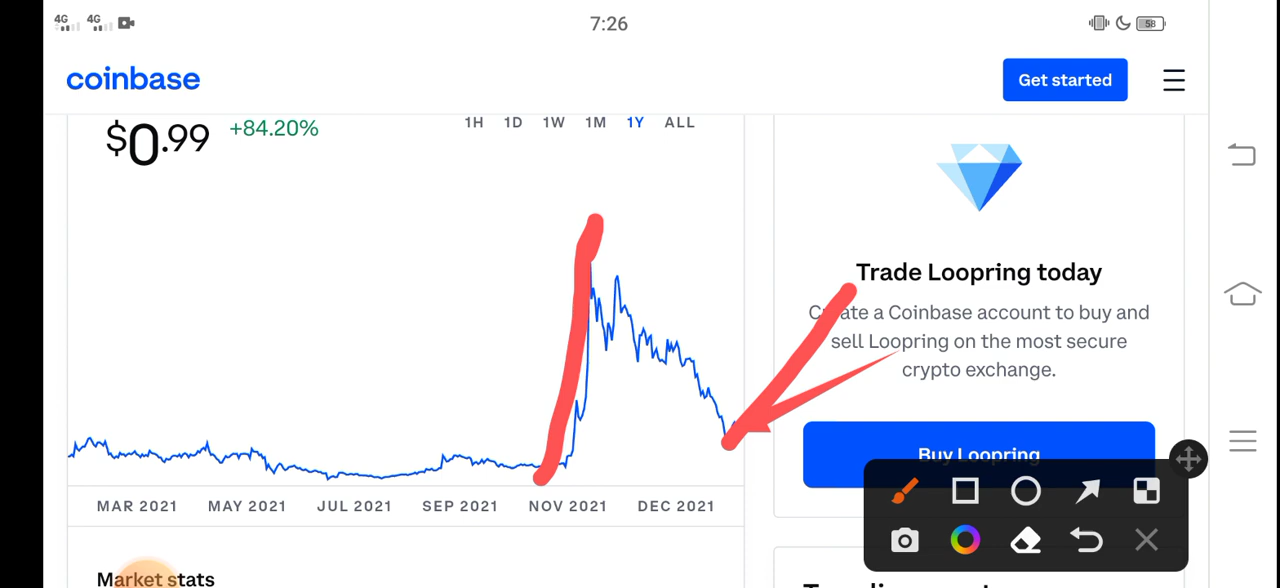 4G 4G 7:26 58
coinbase Get started
$0.99 +84.20% 1H 1D 1W 1M 1Y ALL
Trade Loopring today
Create a Coinbase account to buy and
sell Loopring on the most secure
crypto exchange.
Buy Loopring
MAR 2021 MAY 2021 JUL 2021 SEP 2021 NOV 2021 DEC 2021
Market stats